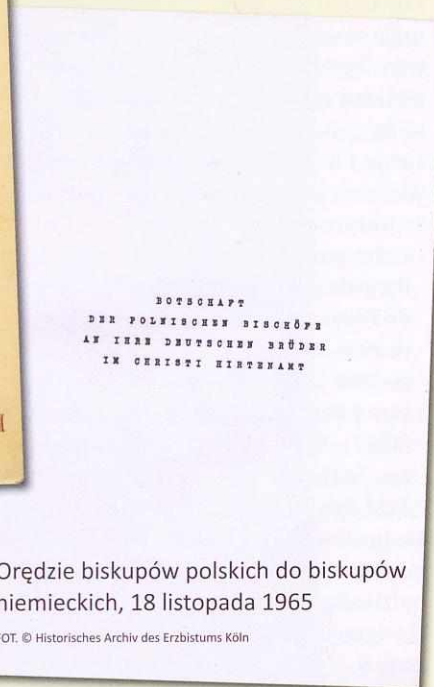 BOTSCHAFT
DER POLNISCHEN BISCHÖFE
AN IHRE DEUTSCHEN BRÜDER
IM CHRISTI HIRTENAMT
Orędzie biskupów polskich do biskupów
niemieckich, 18 listopada 1965
FOT. © Historisches Archiv des Erzbistums Köln